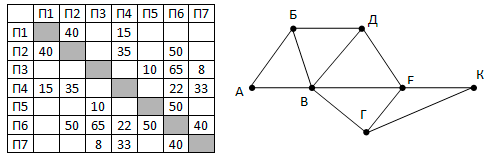 П1 П2 П3 П4 П5 П6 П7
П1 40 15
П2 40 35 50
П3 10 65 8
П4 15 35 22 33
П5 10 50
П6 50 65 22 50 40
П7 8 33 40
Б Д
А В Е К
Г